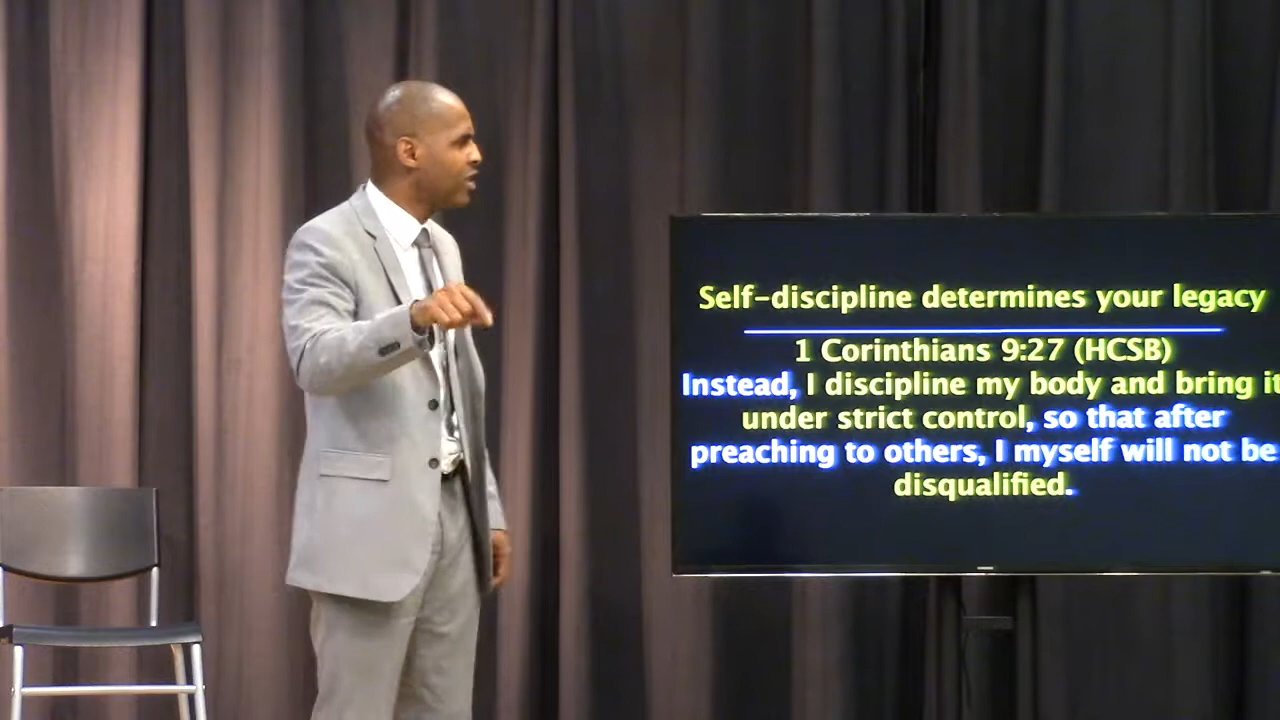 Self-discipline determines your legacy
1 Corinthians 9:27 (HCSB)
Instead, I discipline my body and bring it
under strict control, so that after
preaching to others, I myself will not be
disqualified.